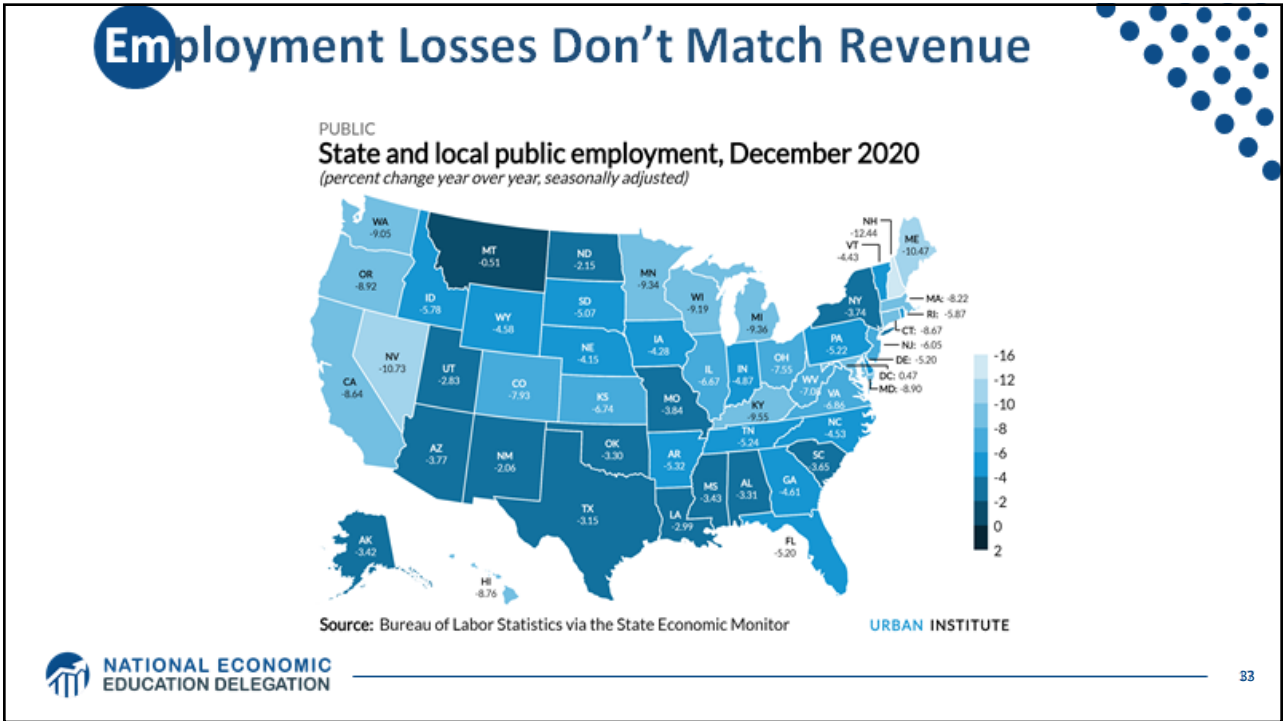 Employment Losses Don't Match Revenue
PUBLIC
State and local public employment, December 2020
(percent change year over year, seasonally adjusted)
WA
-9.05
OR
-8.92
CA
-8.64
NV
-10.73
ID
-5.78
MT
-0.51
WY
-4.58
UT
-2.83
AZ
-3.77
CO
-7.93
NM
-2.06
ND
-2.15
SD
-5.07
NE
-4.15
KS
-6.74
OK
-3.30
TX
-3.15
MN
-9.34
IA
-4.28
MO
-3.84
AR
-5.32
LA
-2.99
WI
-9.19
IL
-6.67
MI
-9.36
IN
-4.87
OH
-7.55
KY
-9.55
TN
-5.24
MS
-3.43
AL
-3.31
GA
-4.61
FL
-5.20
SC
-3.65
NC
-4.53
VA
-6.86
WV
-7.08
PA
-5.22
NY
-3.74
VT
-4.43
NH
-12.44
ME
-10.47
MA: -8.22
RI: -5.87
CT: -8.67
NJ: -6.05
DE: -5.20
DC: 0.47
MD: -8.90
AK
-3.42
HI
-8.76
-16
-12
-10
-8
-6
-4
-2
0
2
Source: Bureau of Labor Statistics via the State Economic Monitor
URBAN INSTITUTE
NATIONAL ECONOMIC
EDUCATION DELEGATION
33